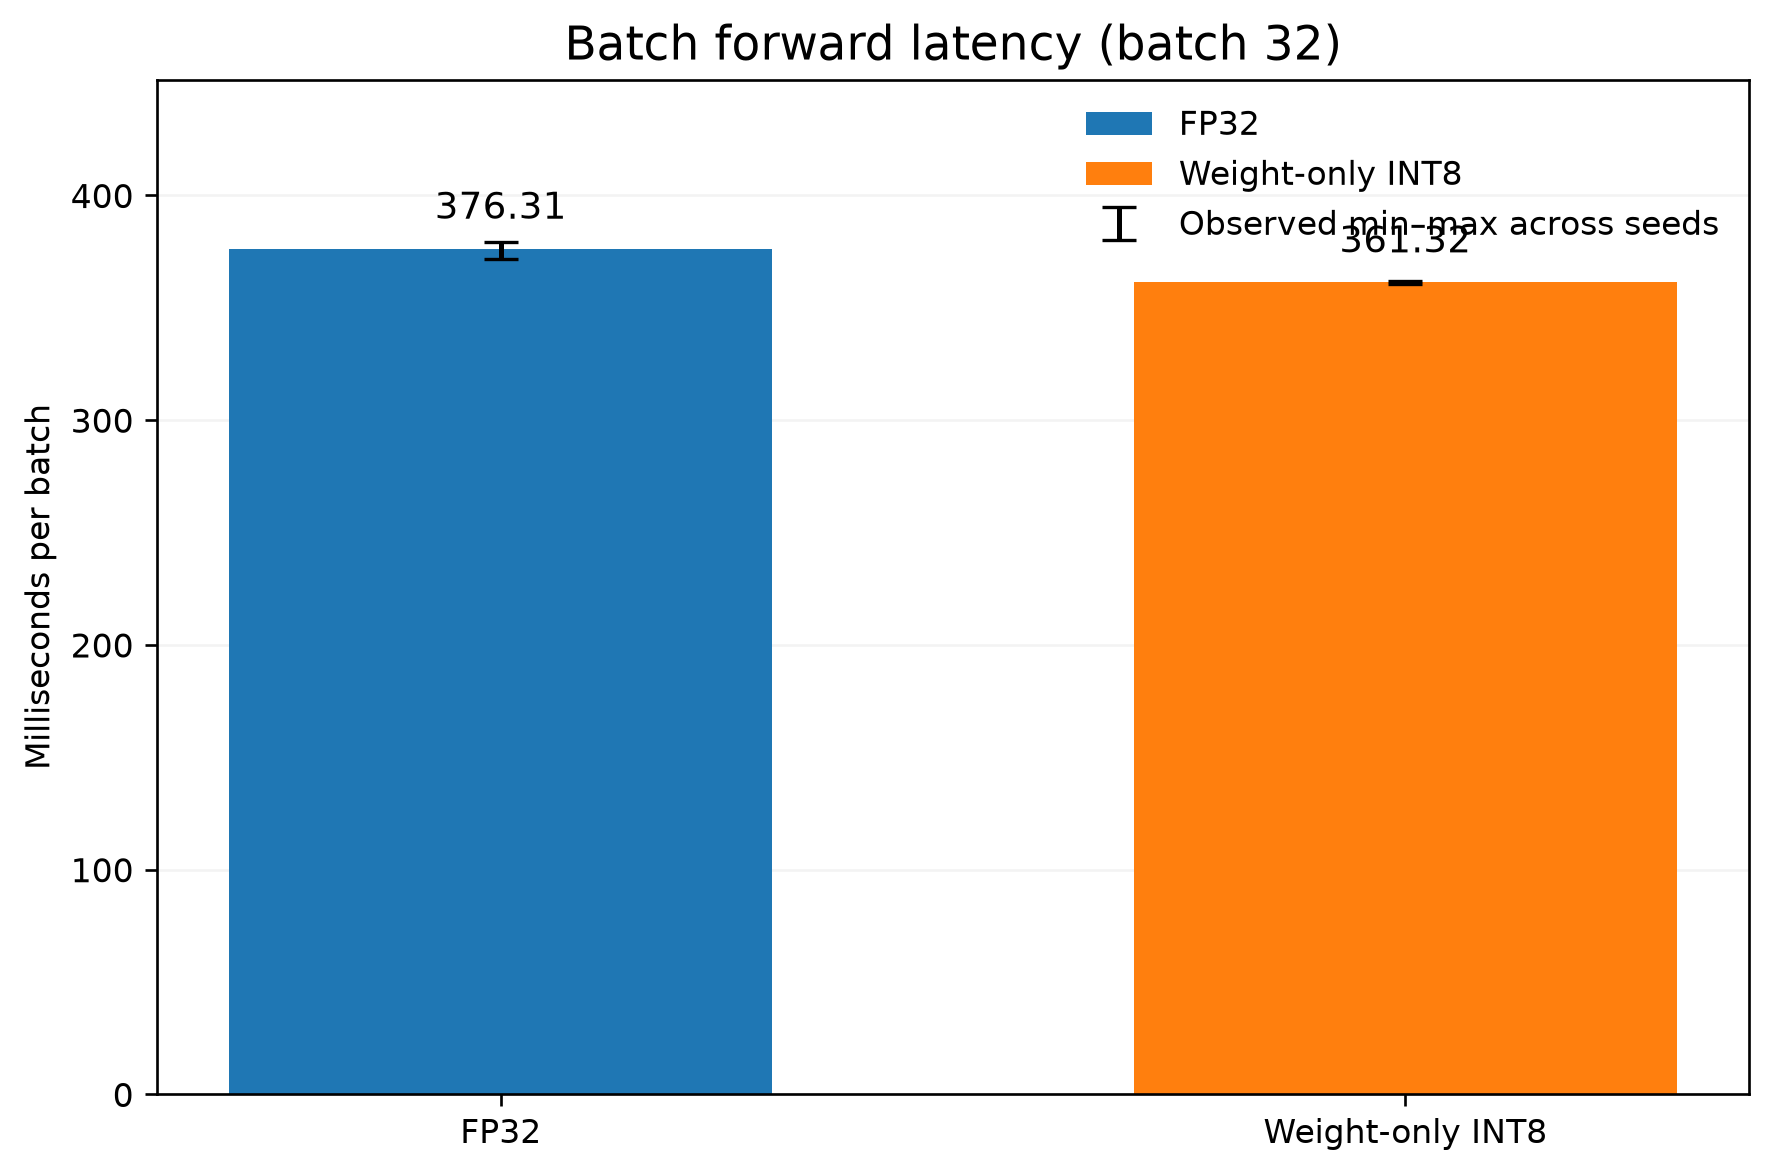 Batch forward latency (batch 32)
FP32
Weight-only INT8
Observed min–max across seeds
376.31
361.32
Milliseconds per batch
400
300
200
100
0
FP32
Weight-only INT8